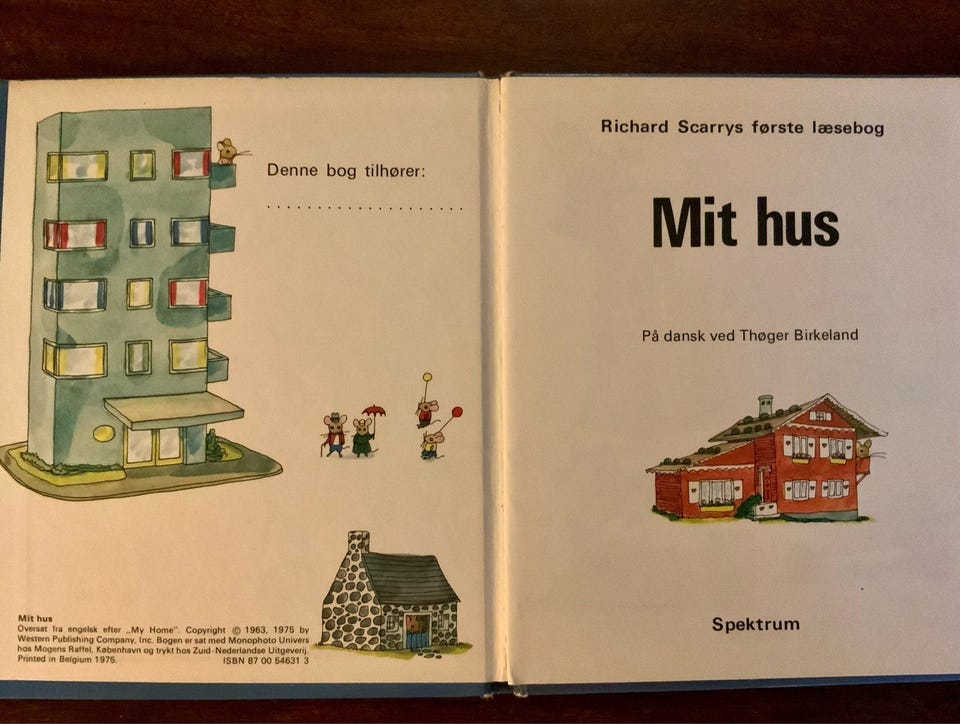 Denne bog tilhører:
Mit hus
Oversat fra engelsk efter „My Home". Copyright © 1963, 1975 by
Western Publishing Company, Inc. Bogen er sat med Monophoto Univers
hos Mogens Raffel, København og trykt hos Zuid-Nederlandse Uitgeverij.
Printed in Belgium 1975. ISBN 87 00 54631 3
Richard Scarrys første læsebog
Mit hus
På dansk ved Thøger Birkeland
Spektrum